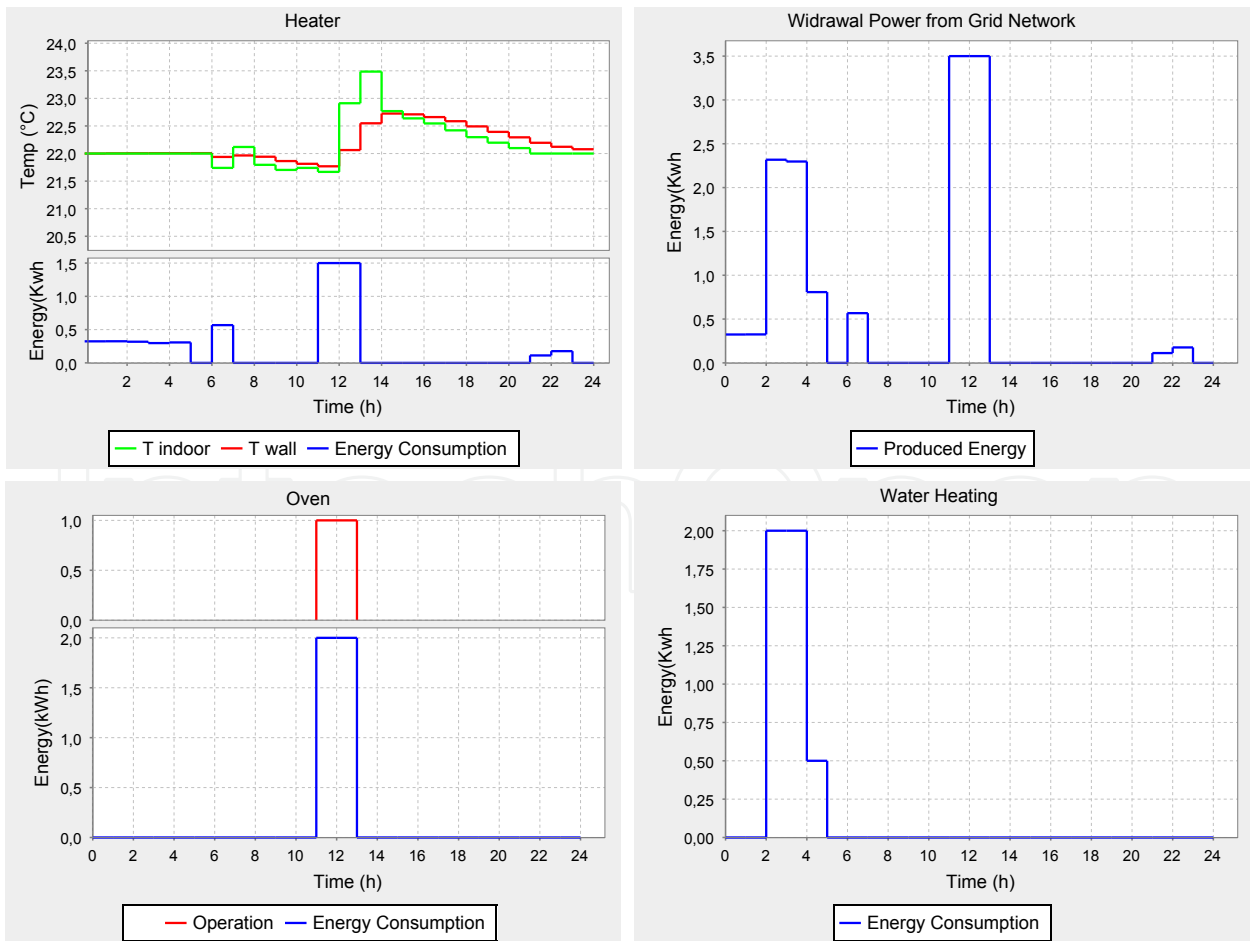 Heater
24,0
23,5
23,0
22,5
22,0
21,5
21,0
20,5
Temp (°C)
1,5
1,0
0,5
0,0
Energy(Kwh
2 4 6 8 10 12 14 16 18 20 22 24
Time (h)
T indoor T wall Energy Consumption
Widrawal Power from Grid Network
3,5
3,0
2,5
2,0
1,5
1,0
0,5
0,0
Energy(Kwh
0 2 4 6 8 10 12 14 16 18 20 22 24
Time (h)
Produced Energy
Oven
1,0
0,5
0,0
2,0
1,5
1,0
0,5
0,0
Energy(kWh)
0 2 4 6 8 10 12 14 16 18 20 22 24
Time (h)
Operation Energy Consumption
Water Heating
2,00
1,75
1,50
1,25
1,00
0,75
0,50
0,25
0,00
Energy(Kwh
0 2 4 6 8 10 12 14 16 18 20 22 24
Time (h)
Energy Consumption